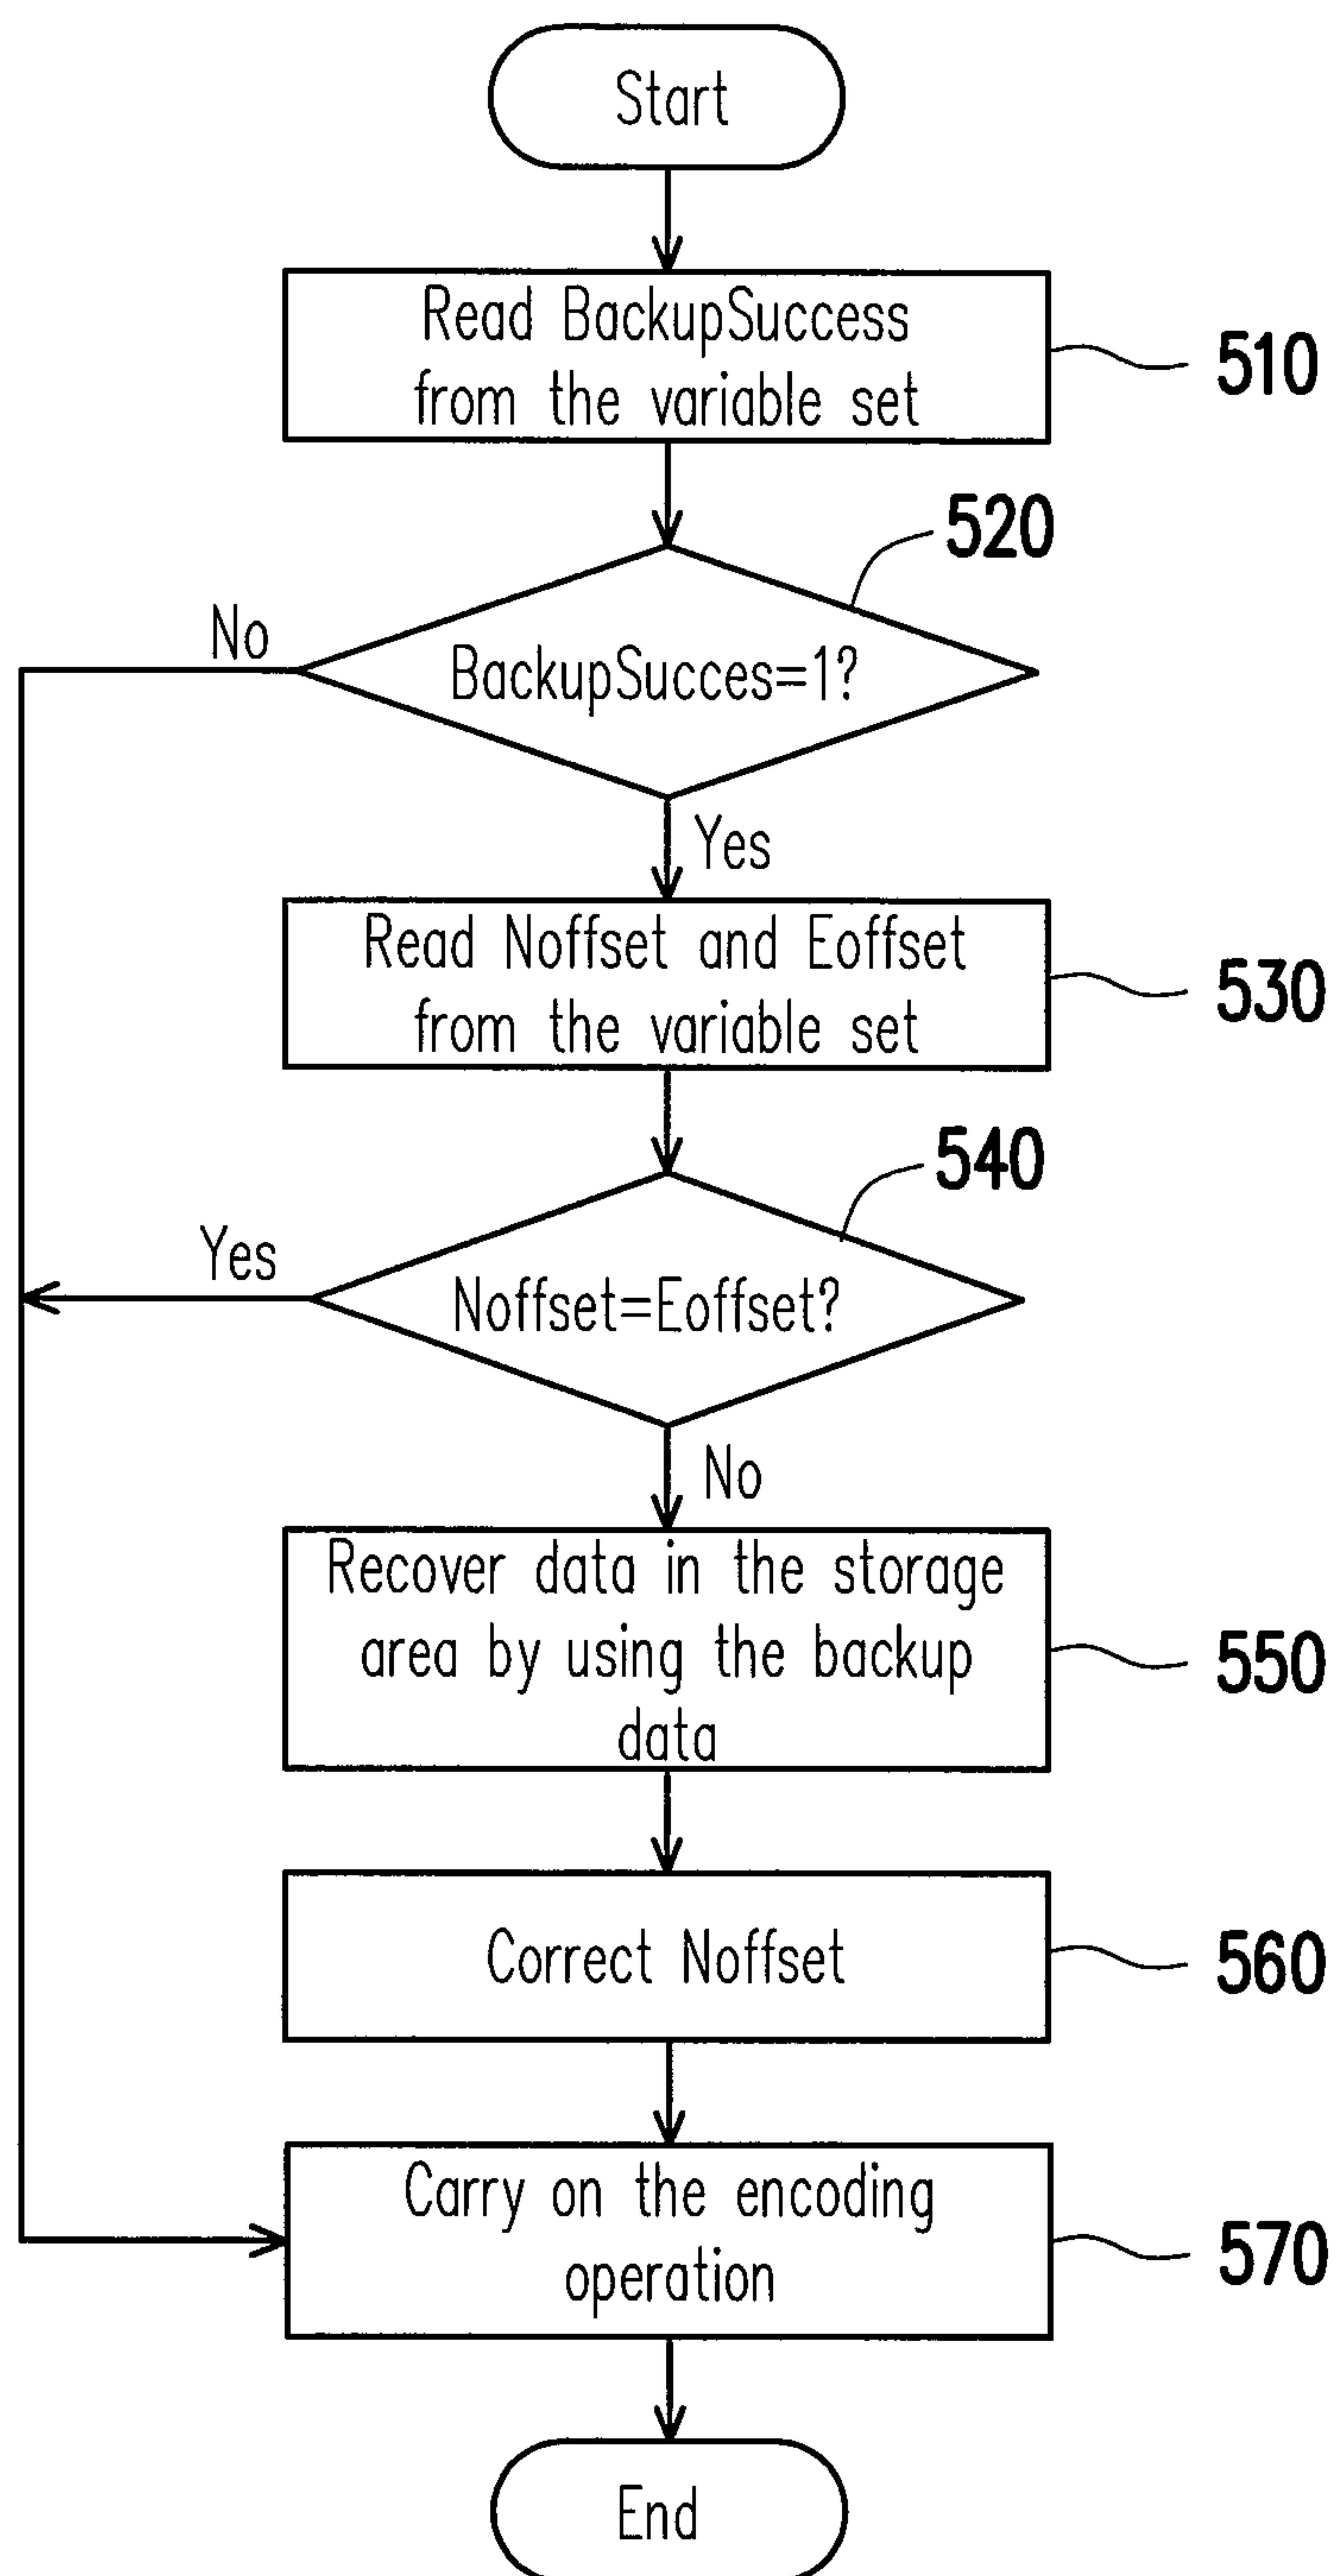 Start
Read BackupSuccess
from the variable set
510
520
No
BackupSucces=1?
Yes
Read Noffset and Eoffset
from the variable set
530
540
Yes
Noffset=Eoffset?
No
Recover data in the storage
area by using the backup
data
550
Correct Noffset
560
Carry on the encoding
operation
570
End